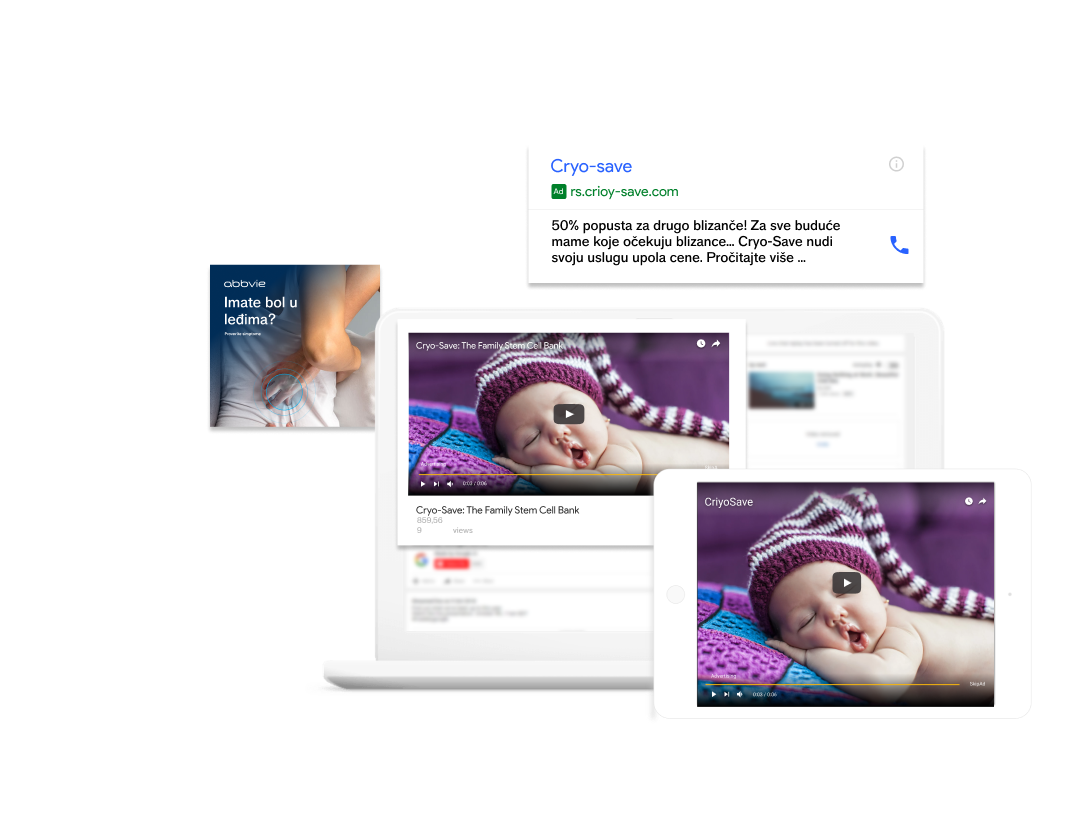 Cryo-save
Ad rs.crioy-save.com
50% popusta za drugo blizanče! Za sve buduće
mame koje očekuju blizance... Cryo-Save nudi
svoju uslugu upola cene. Pročitajte više ...
abbvie
Imate bol u
leđima?
Proverite simptome
Cryo-Save: The Family Stem Cell Bank
Advertising
0:03 / 0:06
Cryo-Save: The Family Stem Cell Bank
859,56
9 views
CriyoSave
Advertising
SkipAd
0:03 / 0:06